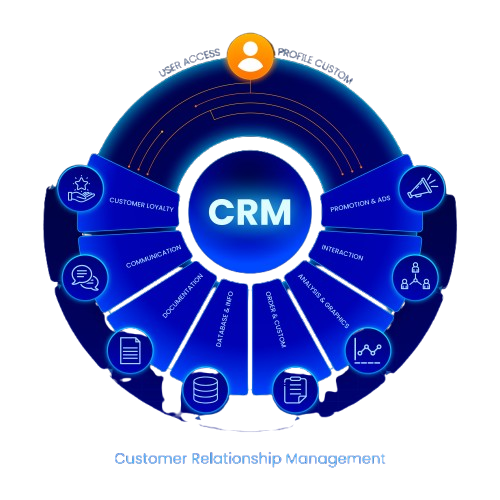 USER ACCESS
PROFILE CUSTOM
CRM
CUSTOMER LOYALTY
COMMUNICATION
DOCUMENTATION
DATABASE & INFO
ORDER & CUSTOM
ANALYSIS & GRAPHICS
INTERACTION
PROMOTION & ADS
Customer Relationship Management